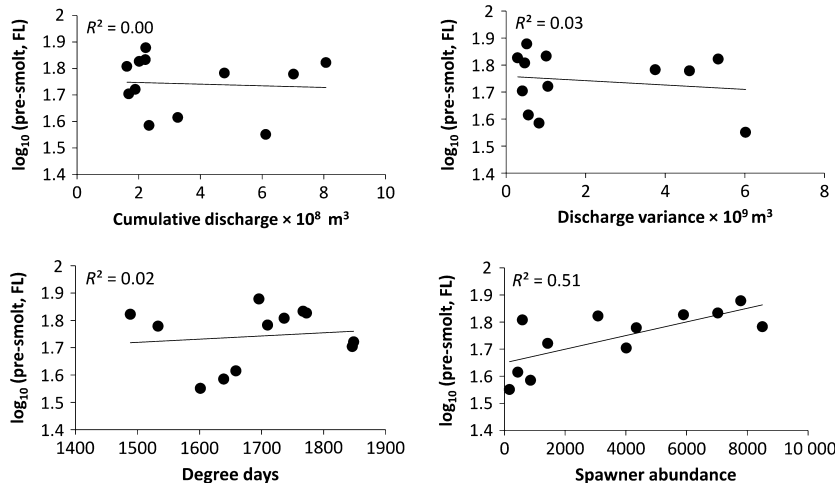 R² = 0.00
log₁₀ (pre-smolt, FL)
2
1.9
1.8
1.7
1.6
1.5
1.4
0 2 4 6 8 10
Cumulative discharge × 10⁸ m³
R² = 0.03
log₁₀ (pre-smolt, FL)
2
1.9
1.8
1.7
1.6
1.5
1.4
0 2 4 6 8
Discharge variance × 10⁹ m³
R² = 0.02
log₁₀ (pre-smolt, FL)
2
1.9
1.8
1.7
1.6
1.5
1.4
1400 1500 1600 1700 1800 1900
Degree days
R² = 0.51
log₁₀ (pre-smolt, FL)
2
1.9
1.8
1.7
1.6
1.5
1.4
0 2000 4000 6000 8000 10 000
Spawner abundance